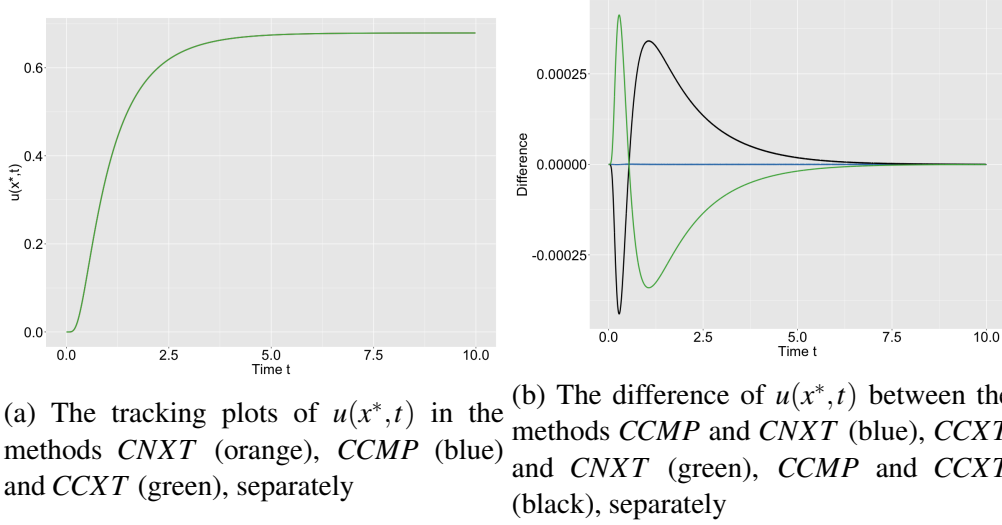 0.6
0.4
0.2
0.0
u(x*,t)
0.0 2.5 5.0 7.5 10.0
Time t
(a) The tracking plots of u(x*,t) in the
methods CNXT (orange), CCMP (blue)
and CCXT (green), separately
0.00025
0.00000
-0.00025
Difference
0.0 2.5 5.0 7.5 10.0
Time t
(b) The difference of u(x*,t) between the
methods CCMP and CNXT (blue), CCXT
and CNXT (green), CCMP and CCXT
(black), separately